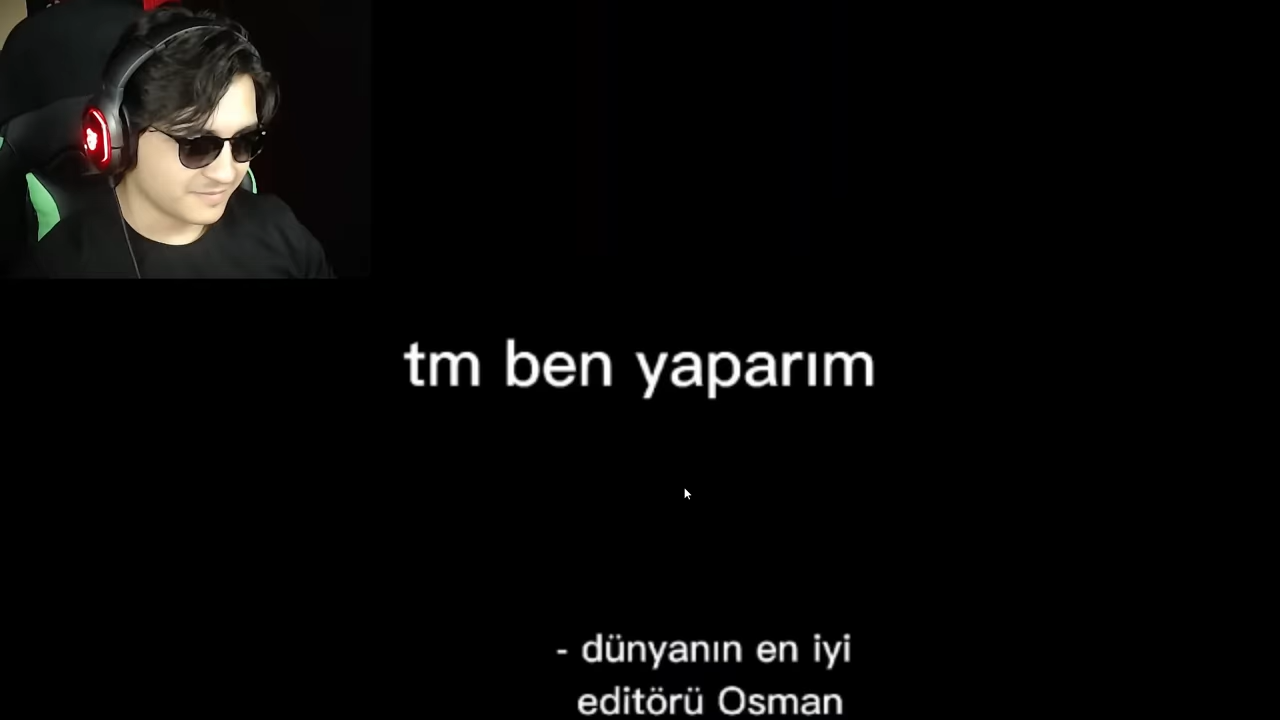 tm ben yaparım
- dünyanın en iyi
editörü Osman